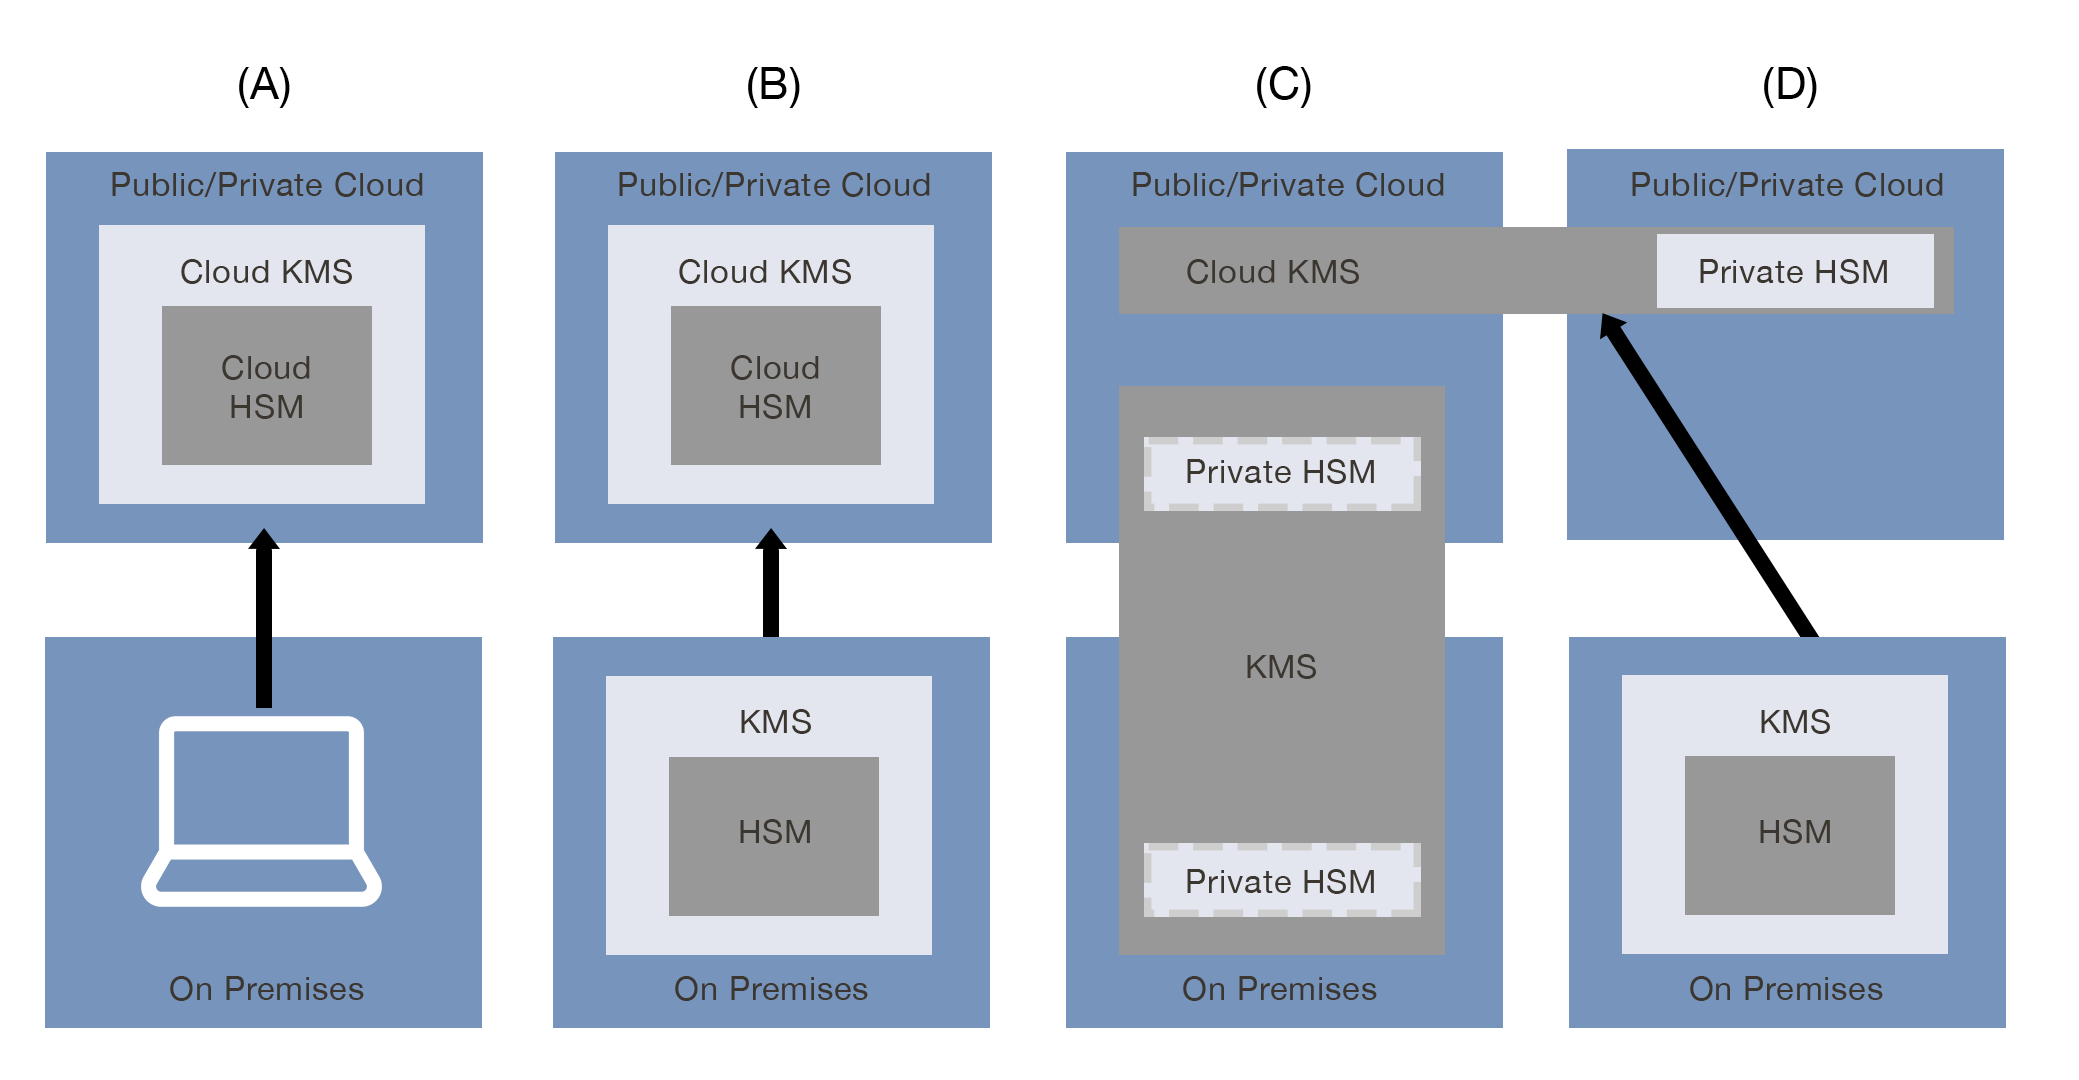 (A)
Public/Private Cloud
Cloud KMS
Cloud
HSM
On Premises
(B)
Public/Private Cloud
Cloud KMS
Cloud
HSM
KMS
HSM
On Premises
(C)
Public/Private Cloud
Cloud KMS
Private HSM
KMS
Private HSM
On Premises
(D)
Public/Private Cloud
Private HSM
KMS
HSM
On Premises